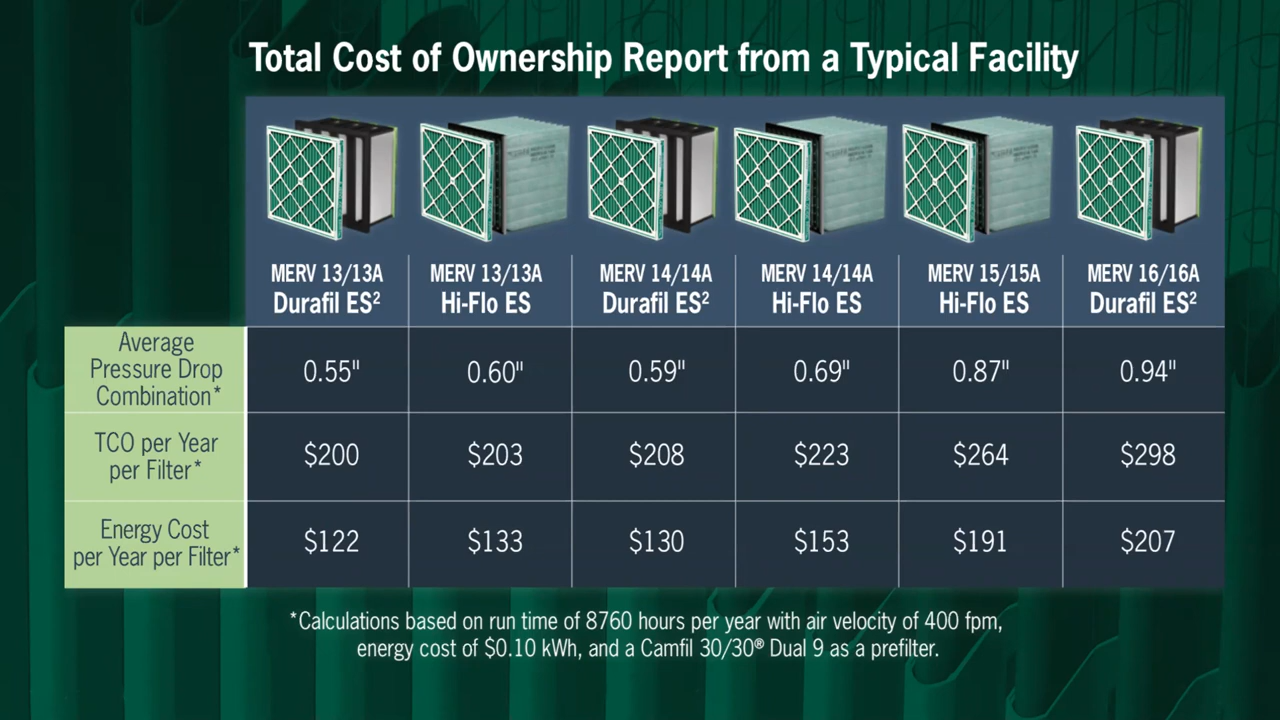 Total Cost of Ownership Report from a Typical Facility
MERV 13/13A
Durafil ES²
MERV 13/13A
Hi-Flo ES
MERV 14/14A
Durafil ES²
MERV 14/14A
Hi-Flo ES
MERV 15/15A
Hi-Flo ES
MERV 16/16A
Durafil ES²
Average
Pressure Drop
Combination*
0.55" 0.60" 0.59" 0.69" 0.87" 0.94"
TCO per Year
per Filter*
$200 $203 $208 $223 $264 $298
Energy Cost
per Year per Filter*
$122 $133 $130 $153 $191 $207
*Calculations based on run time of 8760 hours per year with air velocity of 400 fpm,
energy cost of $0.10 kWh, and a Camfil 30/30® Dual 9 as a prefilter.